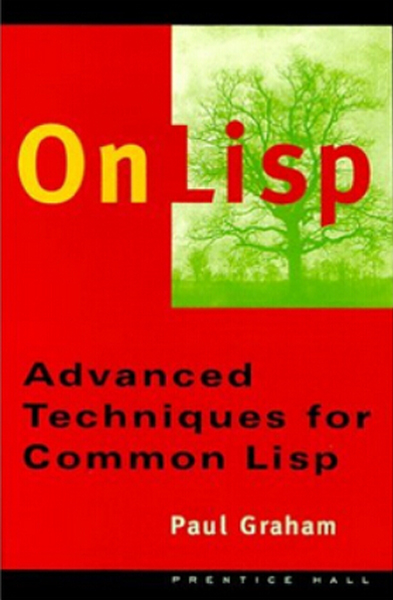 On Lisp
Advanced
Techniques for
Common Lisp
Paul Graham
PRENTICE HALL